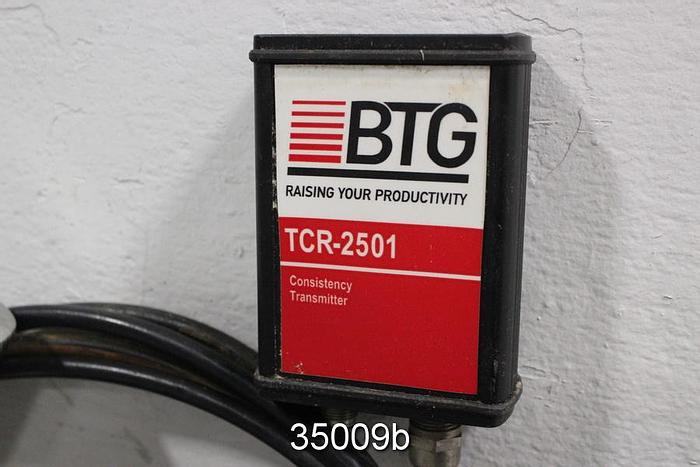 BTG
RAISING YOUR PRODUCTIVITY
TCR-2501
Consistency
Transmitter
35009b